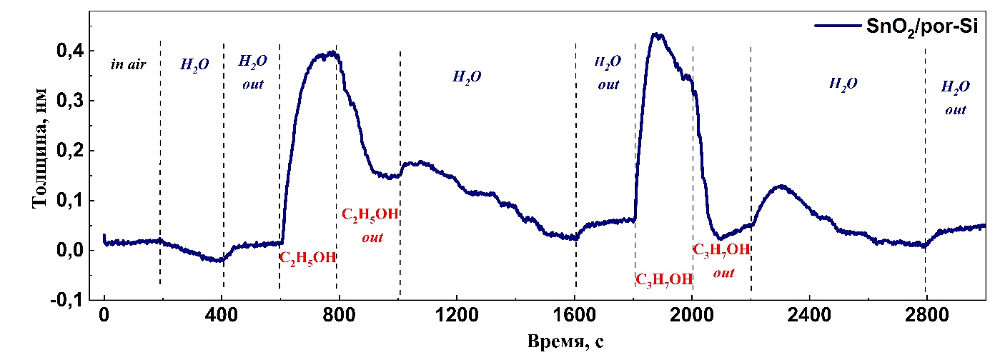 SnO₂/por-Si
Толщина, нм
0,4
0,3
0,2
0,1
0,0
-0,1
in air
H₂O
H₂O
out
C₂H₅OH
C₂H₅OH
out
H₂O
H₂O
out
C₃H₇OH
C₃H₇OH
out
H₂O
H₂O
out
0 400 800 1200 1600 2000 2400 2800
Время, с